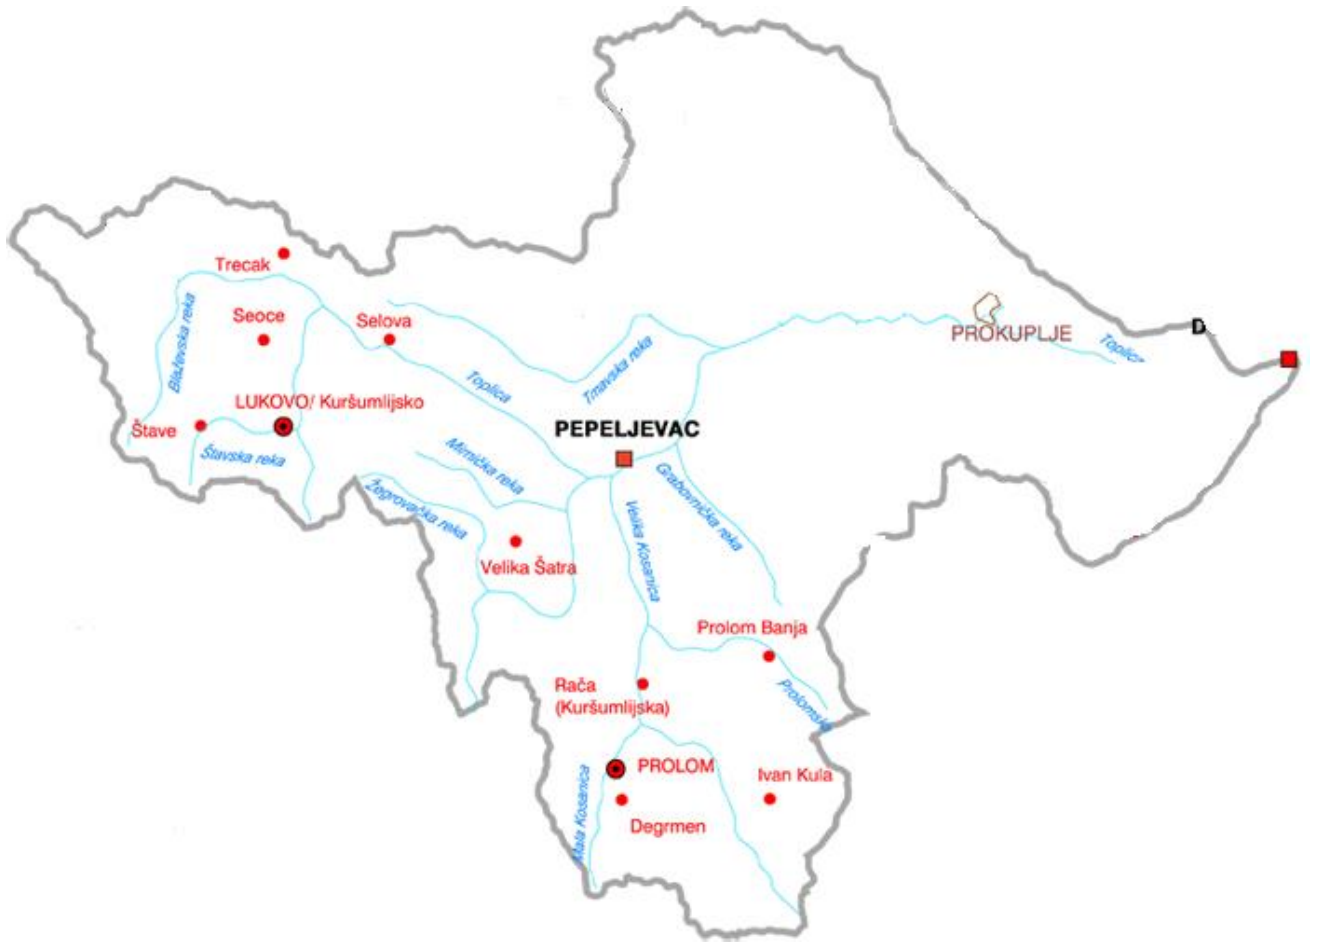 Trecak
Seoce
Selova
Blaževska reka
PROKUPLJE
D
Toplica
Tmavska reka
Toplica
LUKOVO/ Kuršumlijsko
Štave
Štavska reka
PEPELJEVAC
Mirnička reka
Žegrovačka reka
Grabovnička reka
Velika Kosanica
Velika Šatra
Prolom Banja
Rača
(Kuršumlijska)
Prolomska
PROLOM
Ivan Kula
Mala Kosanica
Degrmen